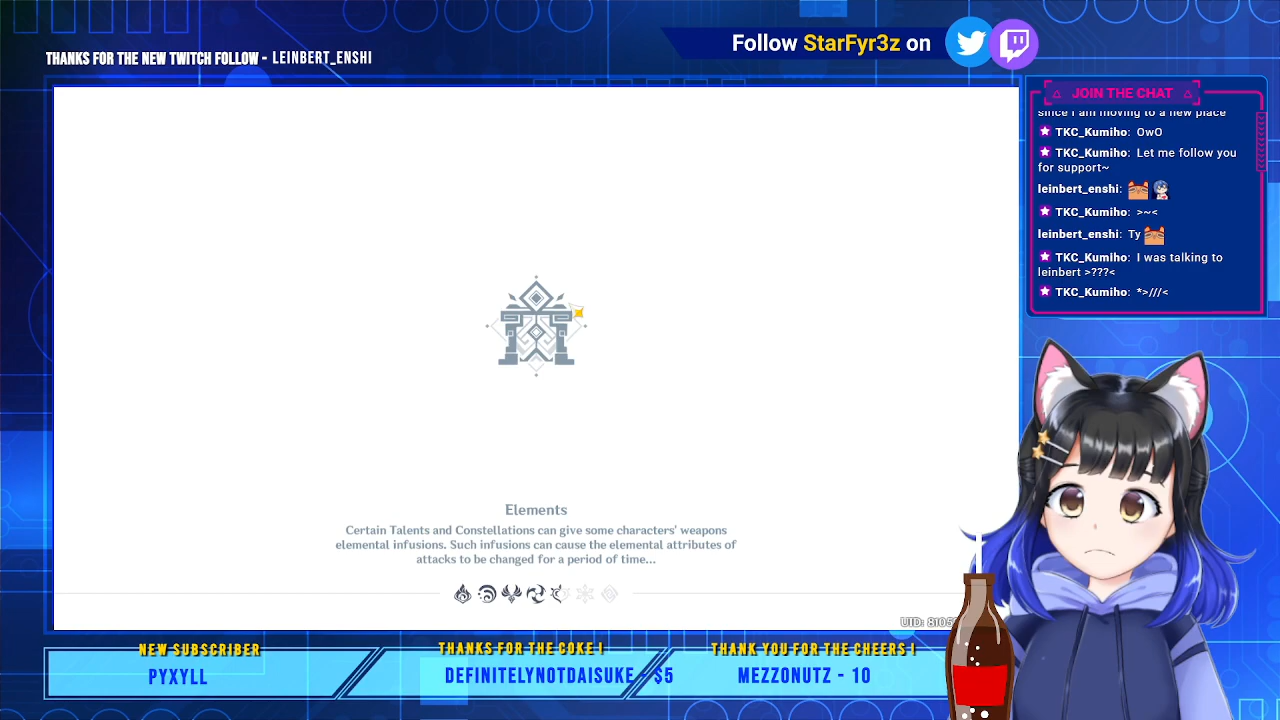 THANKS FOR THE NEW TWITCH FOLLOW - LEINBERT_ENSHI
Follow StarFyr3z on
JOIN THE CHAT
since I am moving to a new place
TKC_Kumiho: OwO
TKC_Kumiho: Let me follow you
for support~
leinbert_enshi:
TKC_Kumiho: >~<
leinbert_enshi: Ty
TKC_Kumiho: I was talking to
leinbert >???<
TKC_Kumiho: *>///<
Elements
Certain Talents and Constellations can give some characters' weapons
elemental infusions. Such infusions can cause the elemental attributes of
attacks to be changed for a period of time...
UID: 8105
NEW SUBSCRIBER
PYXYLL
THANKS FOR THE COKE !
DEFINITELYNOTDAISUKE - $5
THANK YOU FOR THE CHEERS !
MEZZONUTZ - 10